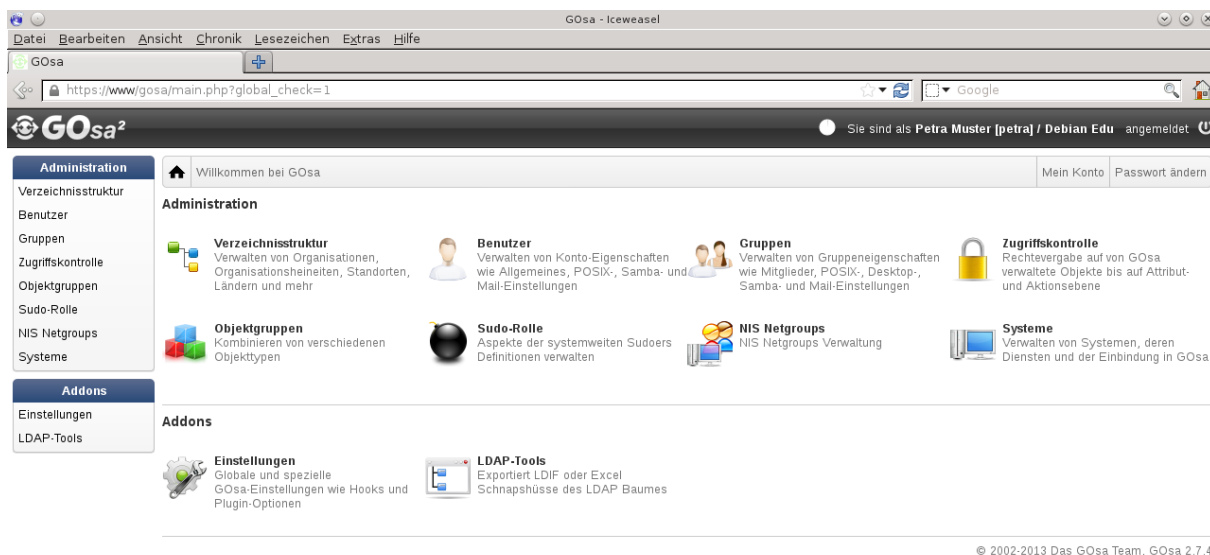 GOsa - Iceweasel
Datei Bearbeiten Ansicht Chronik Lesezeichen Extras Hilfe
GOsa
https://www/gosa/main.php?global_check=1
Google
GOsa²
Sie sind als Petra Muster [petra] / Debian Edu angemeldet
Administration
Verzeichnisstruktur
Benutzer
Gruppen
Zugriffskontrolle
Objektgruppen
Sudo-Rolle
NIS Netgroups
Systeme
Addons
Einstellungen
LDAP-Tools
Willkommen bei GOsa
Mein Konto
Passwort ändern
Administration
Verzeichnisstruktur
Verwalten von Organisationen,
Organisationsheineiten, Standorten,
Ländern und mehr
Benutzer
Verwalten von Konto-Eigenschaften
wie Allgemeines, POSIX-, Samba- und
Mail-Einstellungen
Gruppen
Verwalten von Gruppeneigenschaften
wie Mitglieder, POSIX-, Desktop-,
Samba- und Mail-Einstellungen
Zugriffskontrolle
Rechtevergabe auf von GOsa
verwaltete Objekte bis auf Attribut-
und Aktionsebene
Objektgruppen
Kombinieren von verschiedenen
Objekttypen
Sudo-Rolle
Aspekte der systemweiten Sudoers
Definitionen verwalten
NIS Netgroups
NIS Netgroups Verwaltung
Systeme
Verwalten von Systemen, deren
Diensten und der Einbindung in GOsa
Addons
Einstellungen
Globale und spezielle
GOsa-Einstellungen wie Hooks und
Plugin-Optionen
LDAP-Tools
Exportiert LDIF oder Excel
Schnapshüsse des LDAP Baumes
© 2002-2013 Das GOsa Team, GOsa 2.7.4